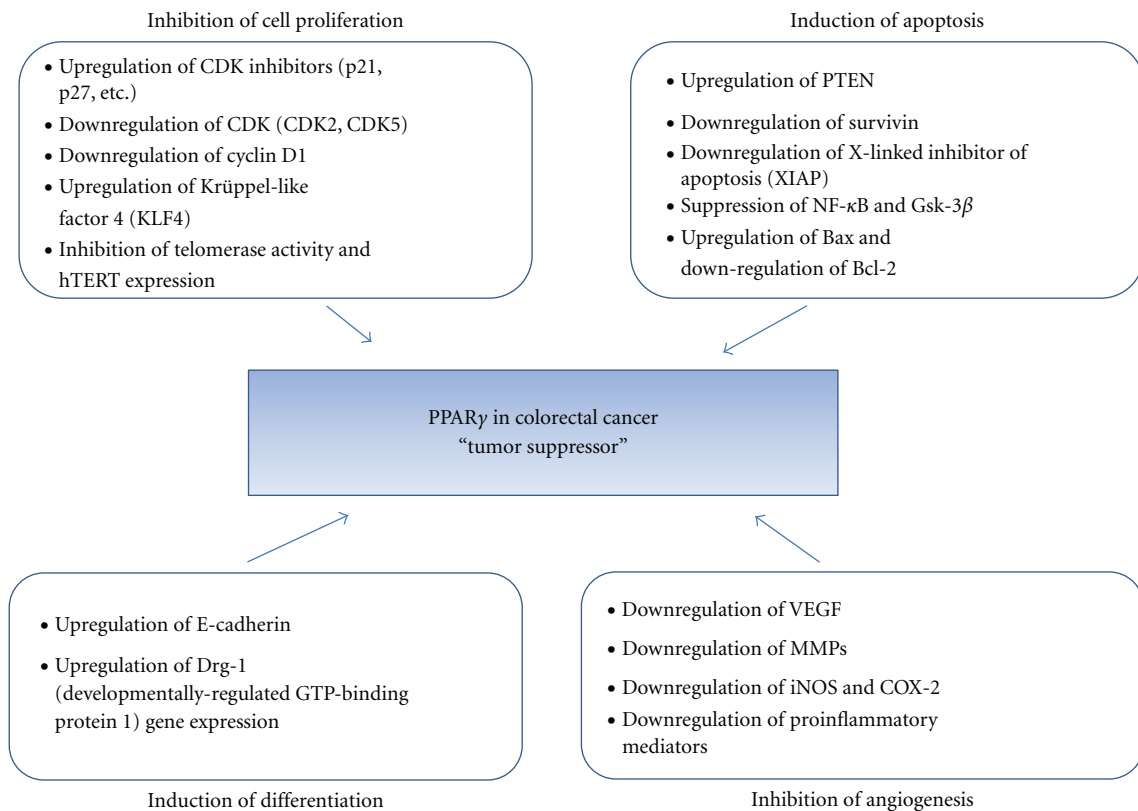 Inhibition of cell proliferation
• Upregulation of CDK inhibitors (p21,
p27, etc.)
• Downregulation of CDK (CDK2, CDK5)
• Downregulation of cyclin D1
• Upregulation of Krüppel-like
factor 4 (KLF4)
• Inhibition of telomerase activity and
hTERT expression
Induction of apoptosis
• Upregulation of PTEN
• Downregulation of survivin
• Downregulation of X-linked inhibitor of
apoptosis (XIAP)
• Suppression of NF-κB and Gsk-3β
• Upregulation of Bax and
down-regulation of Bcl-2
PPARγ in colorectal cancer
“tumor suppressor”
• Upregulation of E-cadherin
• Upregulation of Drg-1
(developmentally-regulated GTP-binding
protein 1) gene expression
Induction of differentiation
• Downregulation of VEGF
• Downregulation of MMPs
• Downregulation of iNOS and COX-2
• Downregulation of proinflammatory
mediators
Inhibition of angiogenesis